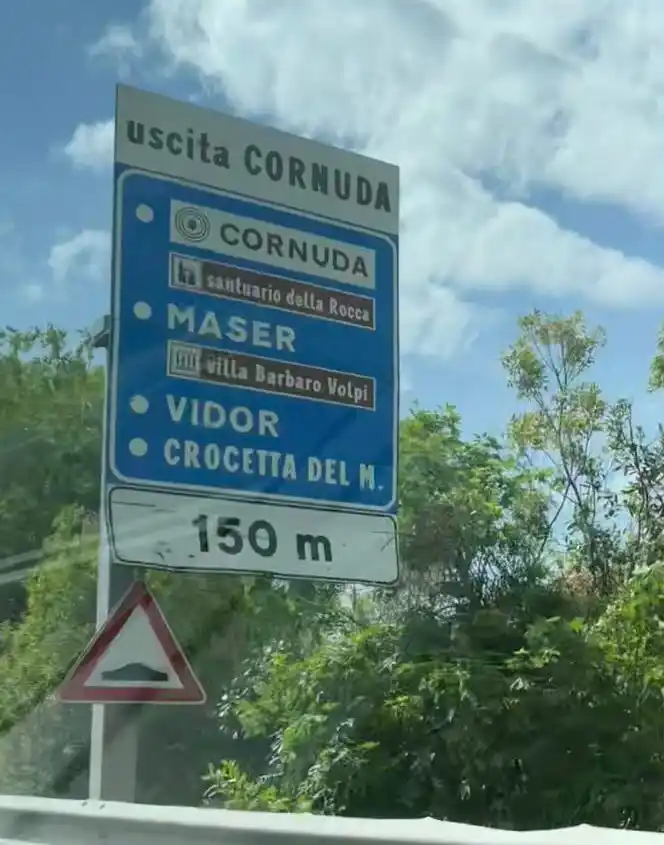 uscita CORNUDA
CORNUDA
santuario della Rocca
MASER
villa Barbaro Volpi
VIDOR
CROCETTA DEL M.
150 m